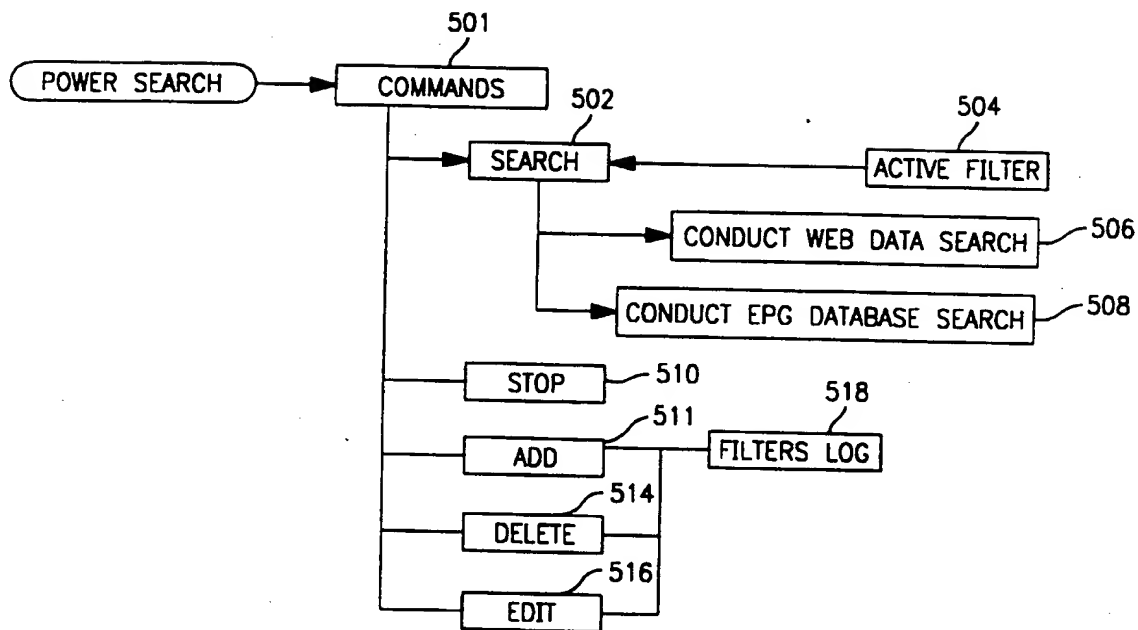 501
POWER SEARCH
COMMANDS
502
504
SEARCH
ACTIVE FILTER
CONDUCT WEB DATA SEARCH
506
CONDUCT EPG DATABASE SEARCH
508
STOP
510
511
518
ADD
FILTERS LOG
514
DELETE
516
EDIT